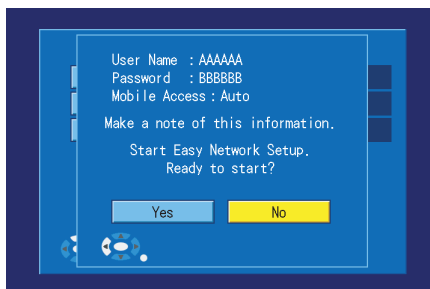 User Name : AAAAAA
Password : BBBBBB
Mobile Access : Auto
Make a note of this information.
Start Easy Network Setup.
Ready to start?
Yes
No